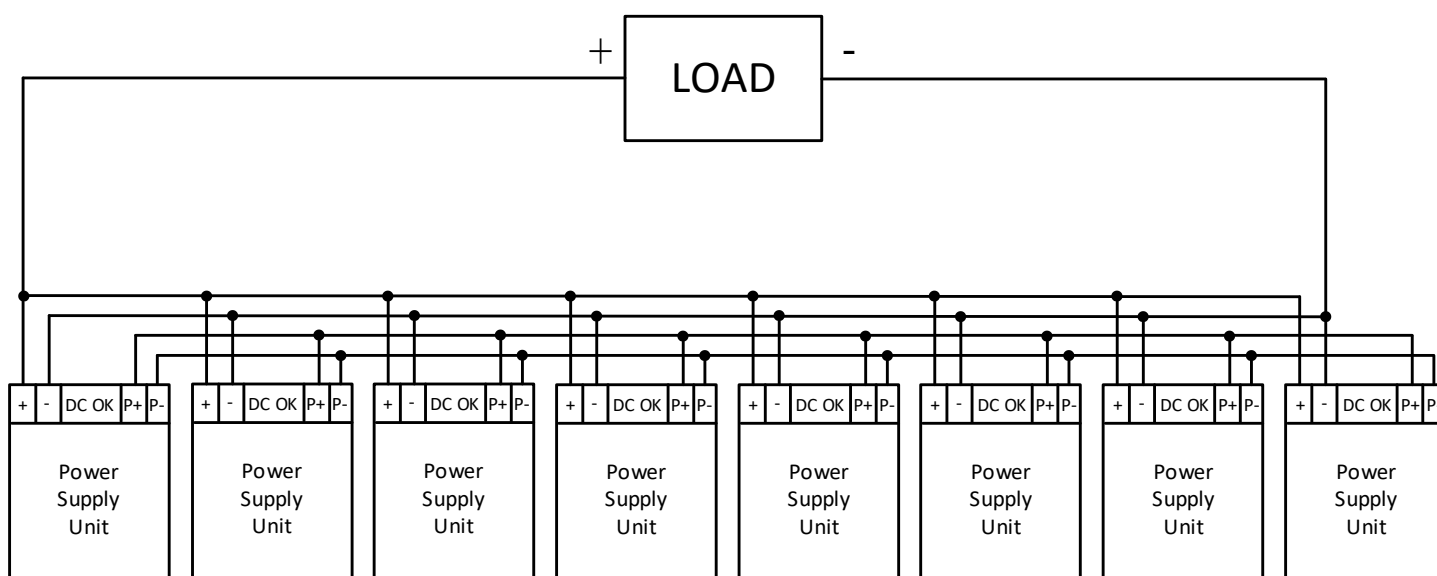 + LOAD -
+ - DC OK P+ P- + - DC OK P+ P- + - DC OK P+ P- + - DC OK P+ P- + - DC OK P+ P- + - DC OK P+ P- + - DC OK P+ P- + - DC OK P+ P
Power Power Power Power Power Power Power Power
Supply Supply Supply Supply Supply Supply Supply Supply
Unit Unit Unit Unit Unit Unit Unit Unit